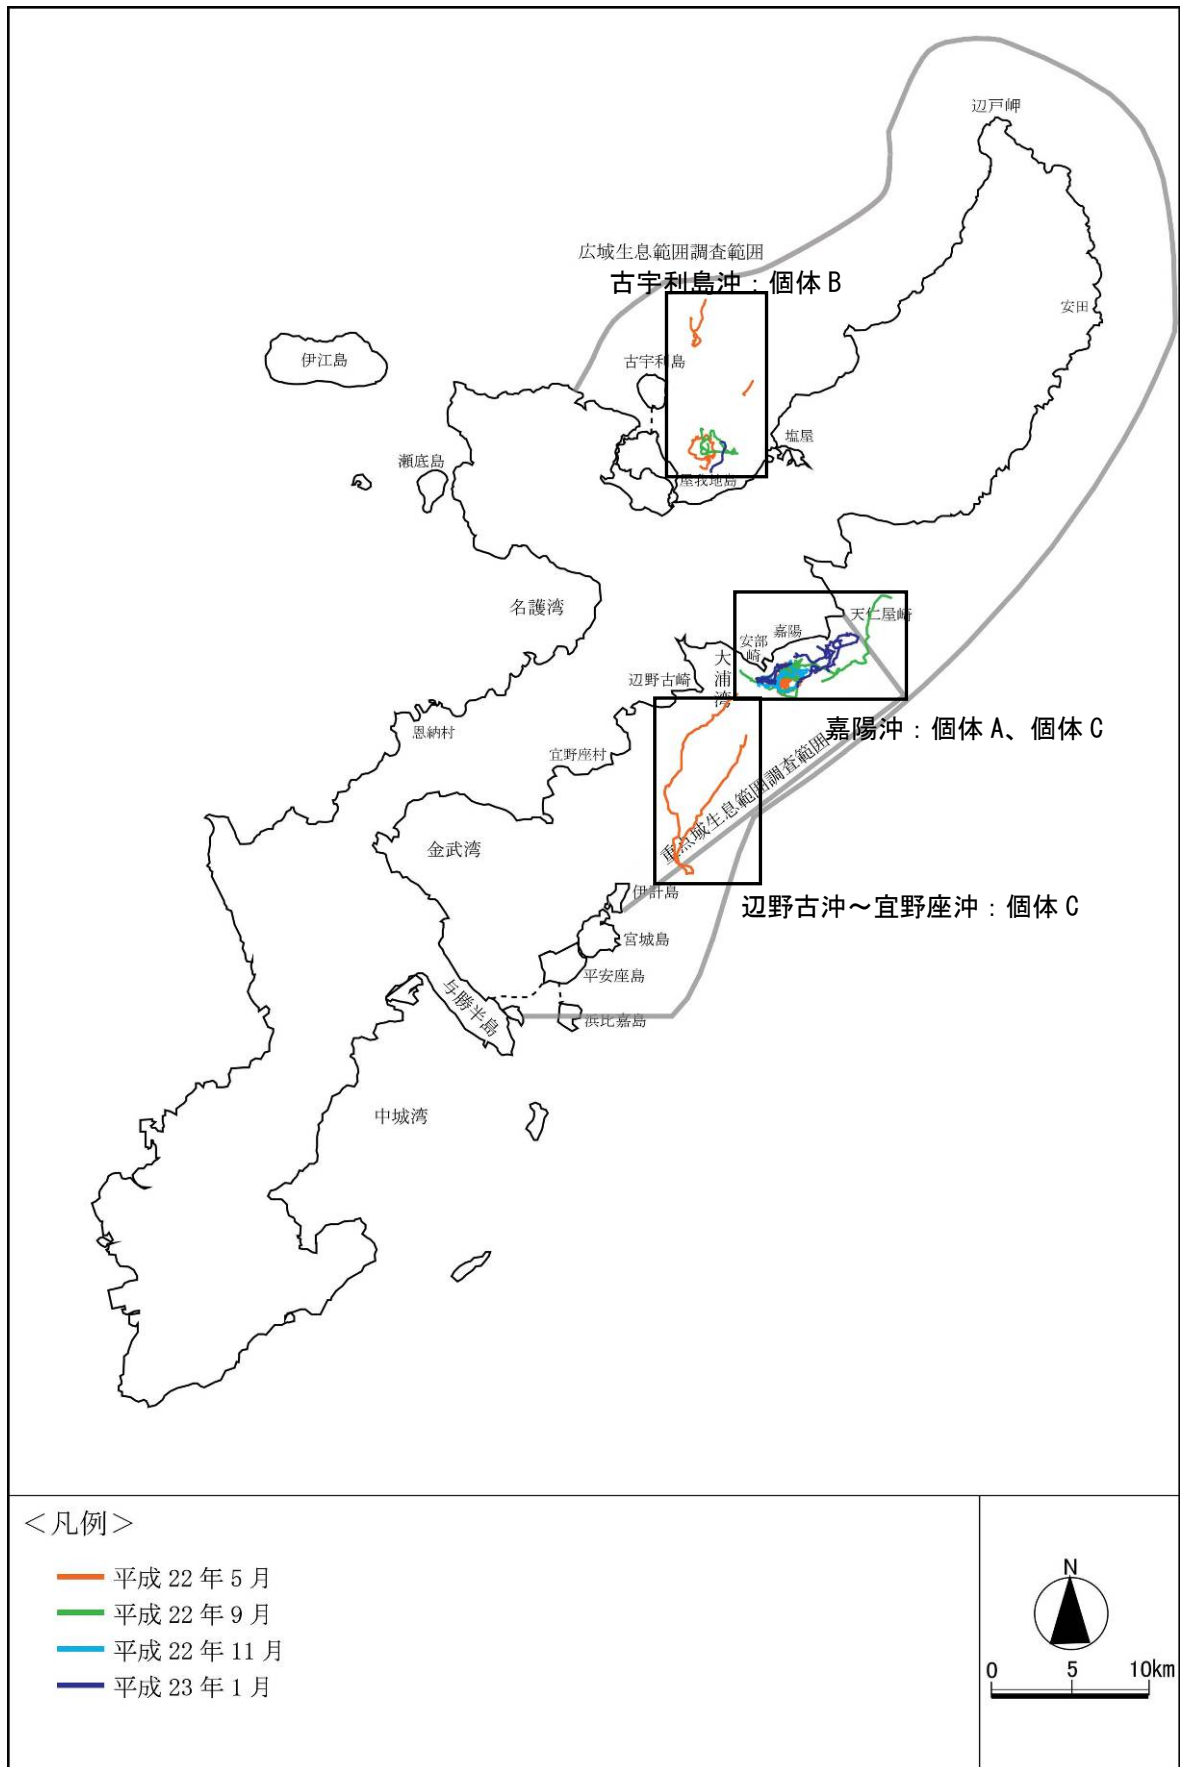 辺戸岬
広域生息範囲調査範囲
古宇利島沖：個体 B
安田
伊江島
古宇利島
塩屋
瀬底島
屋我地島
名護湾
天仁屋崎
嘉陽
安部崎
大浦湾
辺野古崎
嘉陽沖：個体 A、個体 C
恩納村
宜野座村
重点域生息範囲調査範囲
金武湾
伊計島
辺野古沖～宜野座沖：個体 C
宮城島
平安座島
与勝半島
浜比嘉島
中城湾
＜凡例＞
平成 22 年 5 月
平成 22 年 9 月
平成 22 年 11 月
平成 23 年 1 月
N
0 5 10km